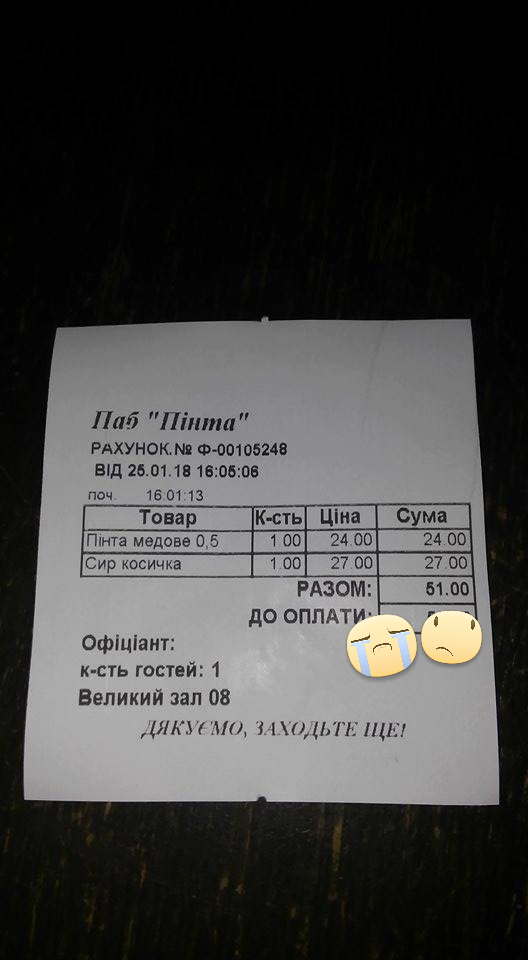 Паб "Пінта"
РАХУНОК.№ Ф-00105248
ВІД 25.01.18 16:05:06
поч. 16:01:13
Товар К-сть Ціна Сума
Пінта медове 0,5 1.00 24.00 24.00
Сир косичка 1.00 27.00 27.00
РАЗОМ: 51.00
ДО ОПЛАТИ:
Офіціант:
к-сть гостей: 1
Великий зал 08
ДЯКУЄМО, ЗАХОДЬТЕ ЩЕ!